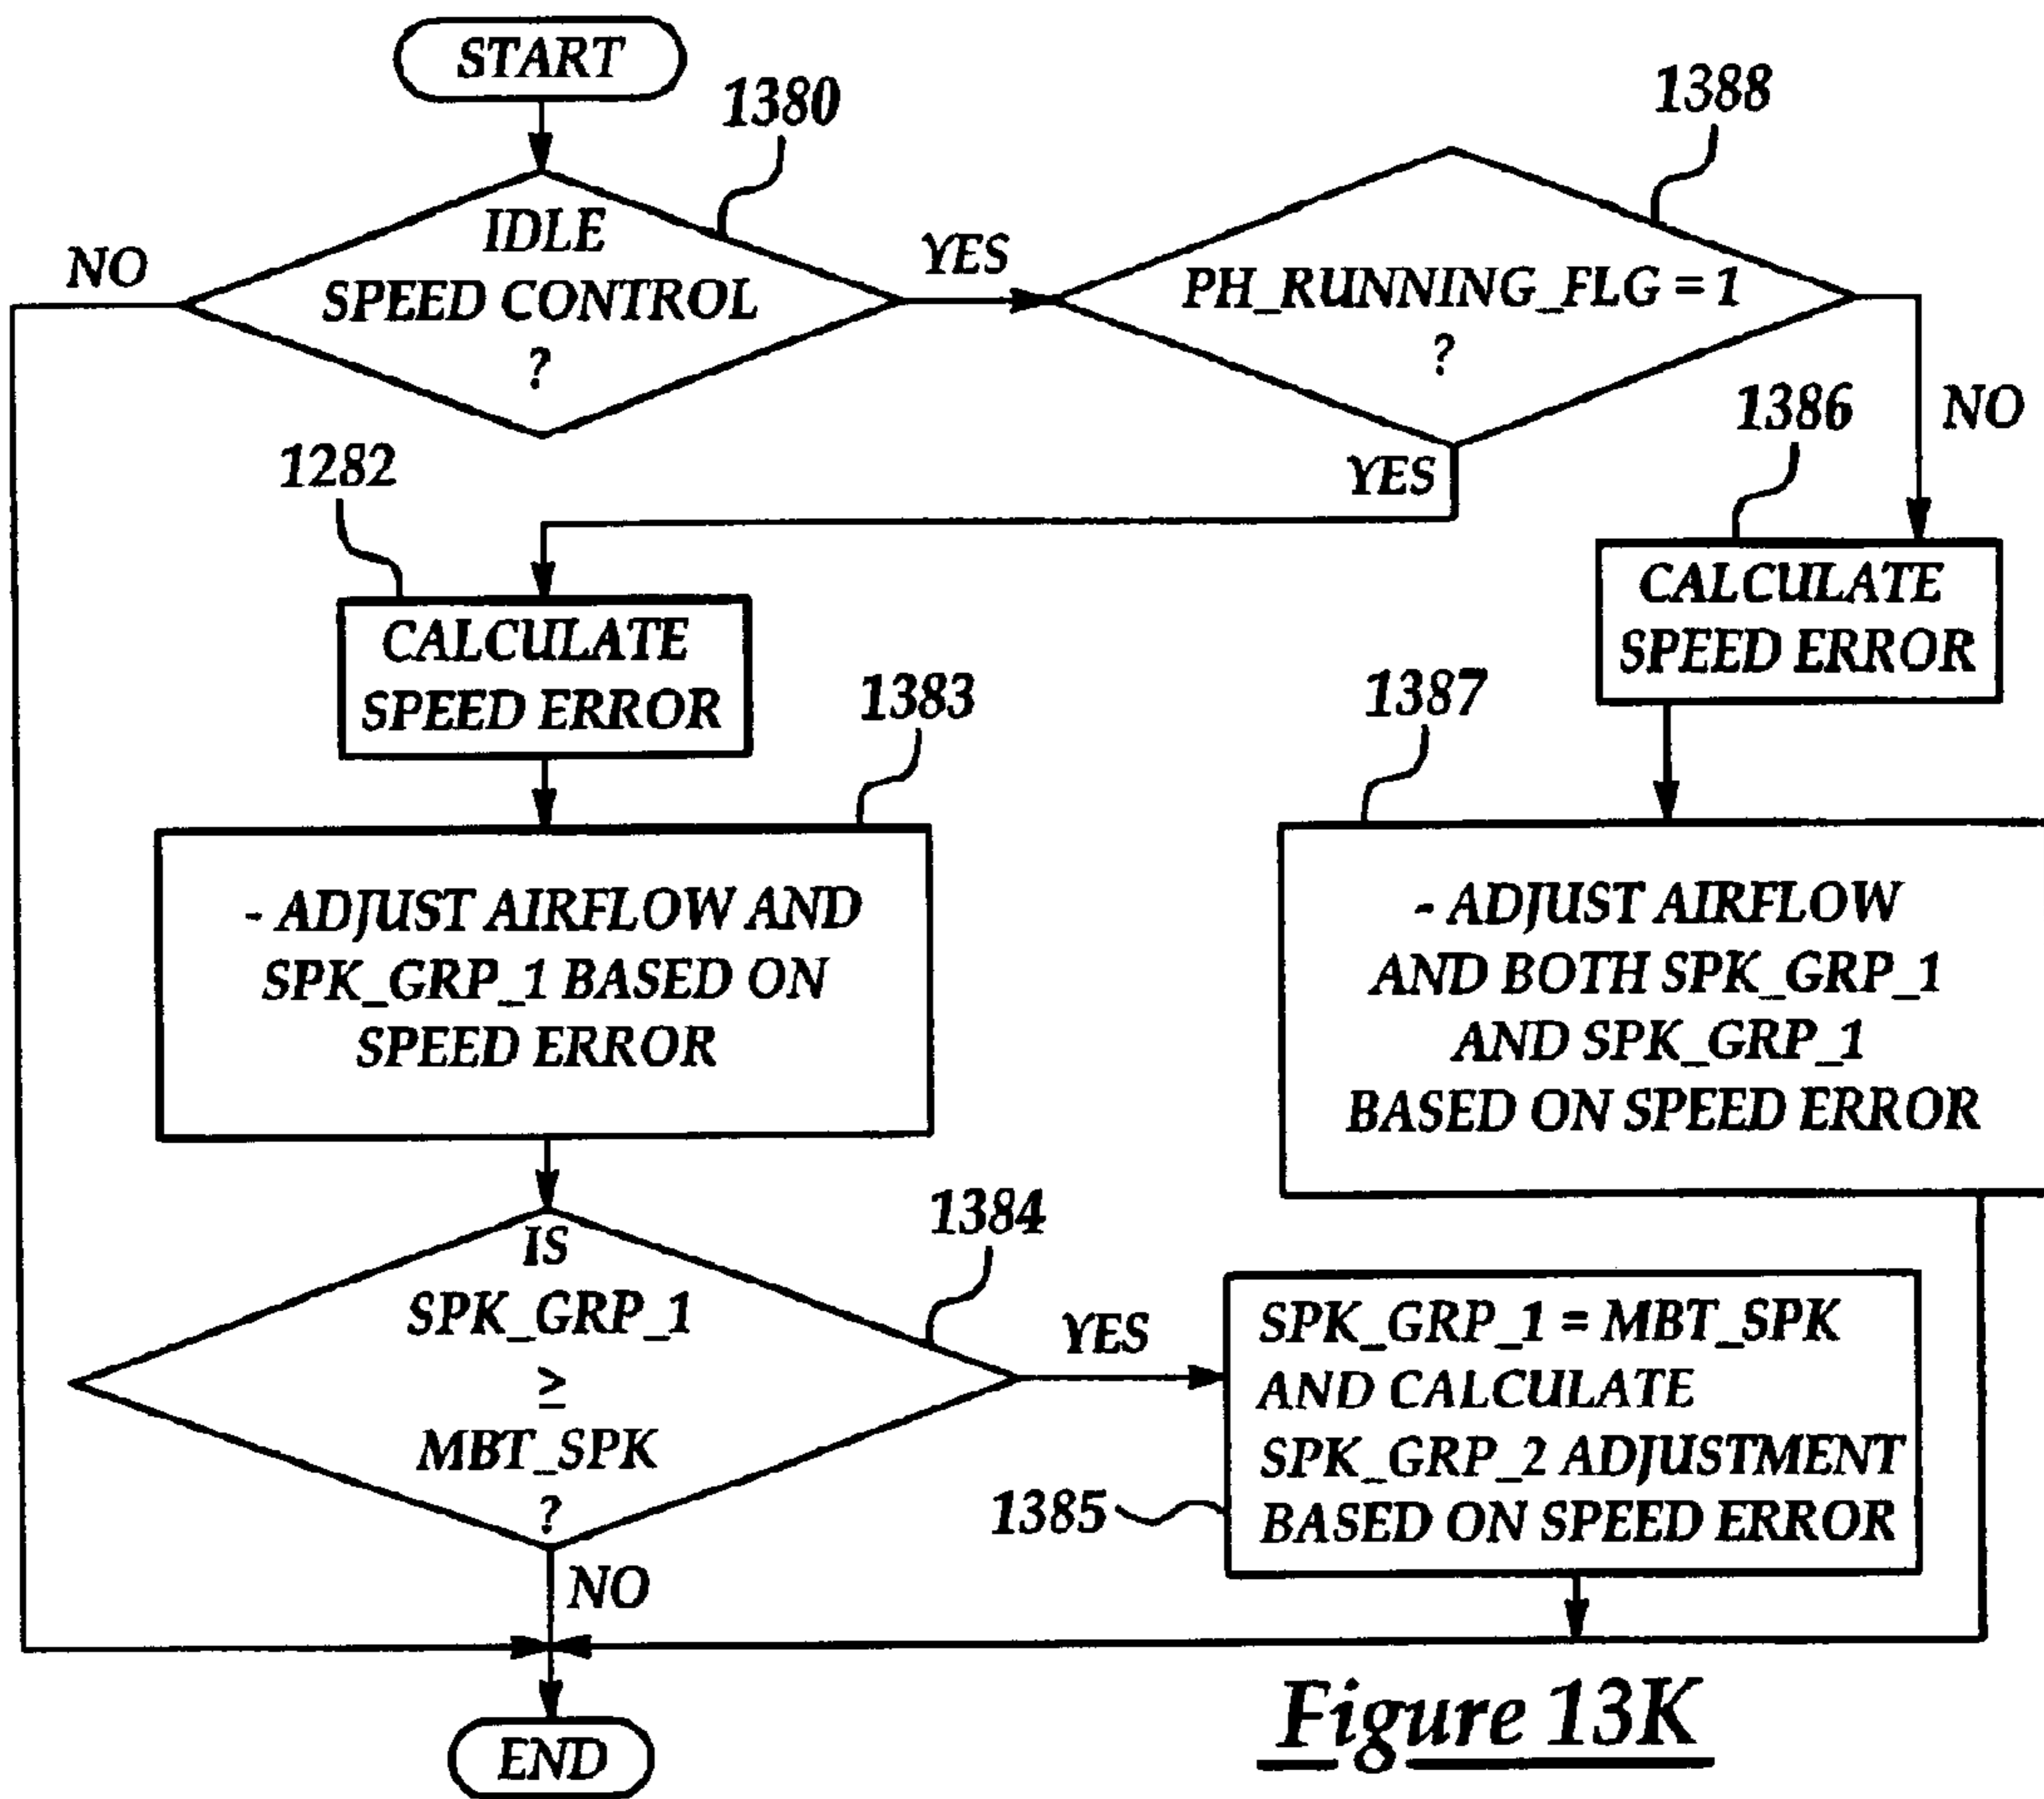 START
1380
IDLE
SPEED CONTROL
?
NO
YES
1388
PH_RUNNING_FLG = 1
?
YES
NO
1282
CALCULATE
SPEED ERROR
1386
CALCULATE
SPEED ERROR
1383
- ADJUST AIRFLOW AND
SPK_GRP_1 BASED ON
SPEED ERROR
1387
- ADJUST AIRFLOW
AND BOTH SPK_GRP_1
AND SPK_GRP_1
BASED ON SPEED ERROR
1384
IS
SPK_GRP_1
≥
MBT_SPK
?
YES
NO
1385
SPK_GRP_1 = MBT_SPK
AND CALCULATE
SPK_GRP_2 ADJUSTMENT
BASED ON SPEED ERROR
END
Figure 13K